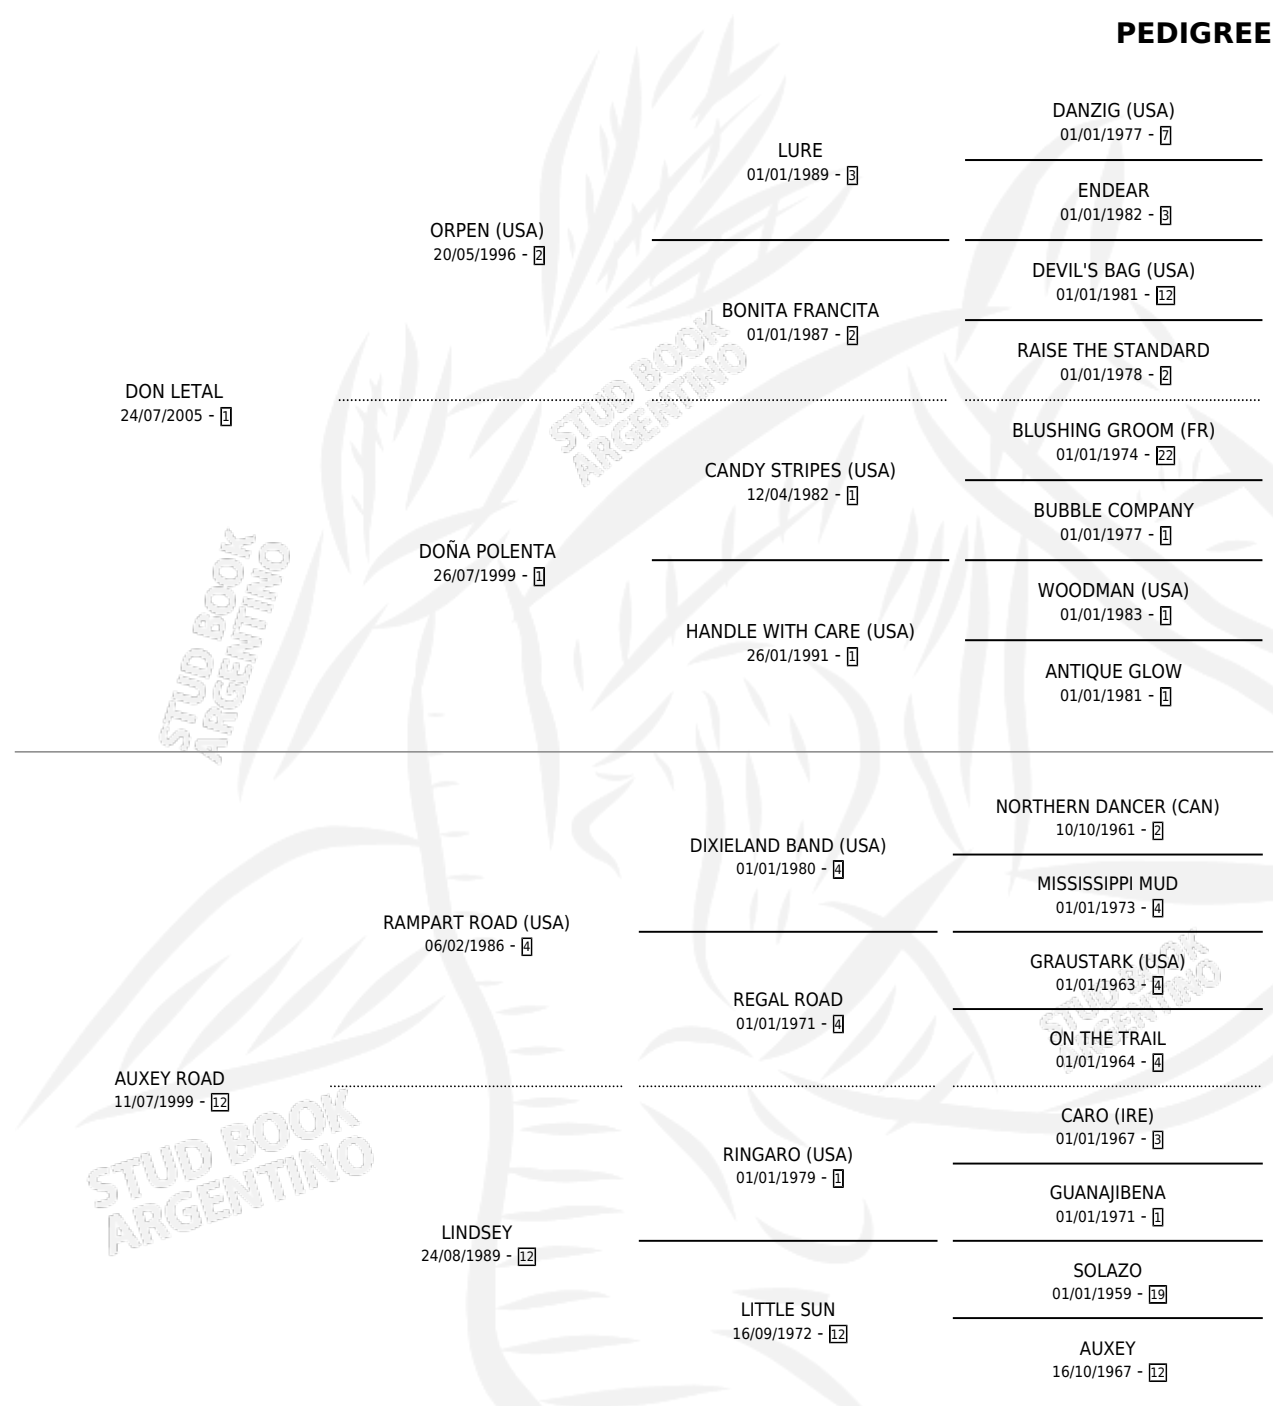 PEDIGREE
DANZIG (USA)
01/01/1977 - 7
LURE
01/01/1989 - 3
ENDEAR
01/01/1982 - 3
ORPEN (USA)
20/05/1996 - 2
DEVIL'S BAG (USA)
01/01/1981 - 12
BONITA FRANCITA
01/01/1987 - 2
RAISE THE STANDARD
01/01/1978 - 2
DON LETAL
24/07/2005 - 1
BLUSHING GROOM (FR)
01/01/1974 - 22
CANDY STRIPES (USA)
12/04/1982 - 1
BUBBLE COMPANY
01/01/1977 - 1
DOÑA POLENTA
26/07/1999 - 1
WOODMAN (USA)
01/01/1983 - 1
HANDLE WITH CARE (USA)
26/01/1991 - 1
ANTIQUE GLOW
01/01/1981 - 1
NORTHERN DANCER (CAN)
10/10/1961 - 2
DIXIELAND BAND (USA)
01/01/1980 - 4
MISSISSIPPI MUD
01/01/1973 - 4
RAMPART ROAD (USA)
06/02/1986 - 4
GRAUSTARK (USA)
01/01/1963 - 4
REGAL ROAD
01/01/1971 - 4
ON THE TRAIL
01/01/1964 - 4
AUXEY ROAD
11/07/1999 - 12
CARO (IRE)
01/01/1967 - 3
RINGARO (USA)
01/01/1979 - 1
GUANAJIBENA
01/01/1971 - 1
LINDSEY
24/08/1989 - 12
SOLAZO
01/01/1959 - 19
LITTLE SUN
16/09/1972 - 12
AUXEY
16/10/1967 - 12
STUD BOOK
ARGENTINO
STUD BOOK
ARGENTINO
STUD BOOK
ARGENTINO
STUD BOOK
ARGENTINO